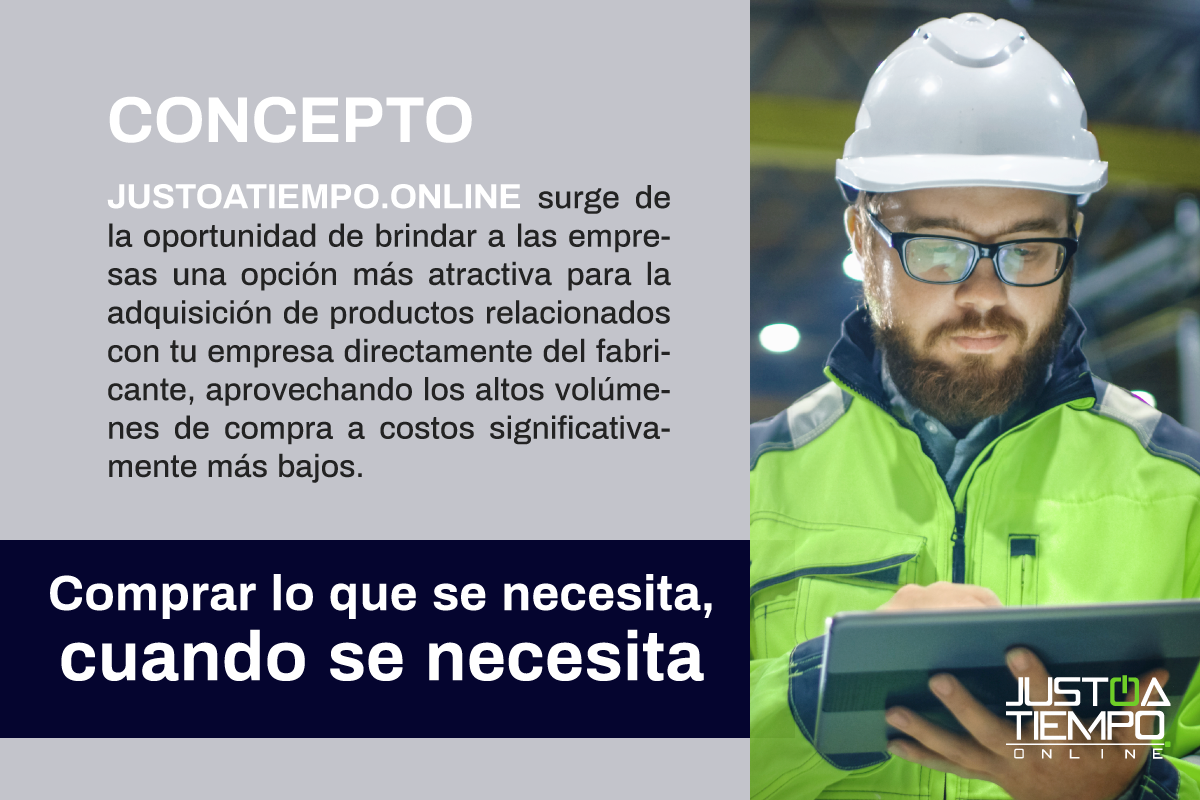 CONCEPTO
JUSTOATIEMPO.ONLINE surge de
la oportunidad de brindar a las empre-
sas una opción más atractiva para la
adquisición de productos relacionados
con tu empresa directamente del fabri-
cante, aprovechando los altos volúme-
nes de compra a costos significativa-
mente más bajos.
Comprar lo que se necesita,
cuando se necesita
JUSTOA
TIEMPO
ONLINE